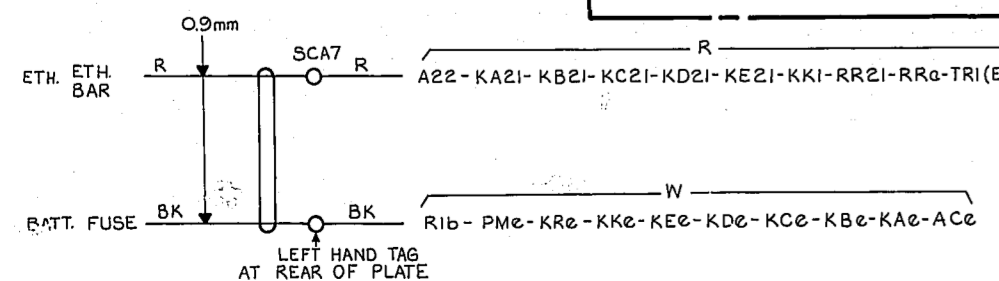 0.9mm
SCA7
R
ETH. ETH. BAR
R
R
A22-KA21-KB21-KC21-KD21-KE21-KK1-RR21-RRa-TR1(E
W
BATT. FUSE
BK
BK
R1b-PMe-KRe-KKe-KEe-KDe-KCe-KBe-KAe-ACe
LEFT HAND TAG
AT REAR OF PLATE